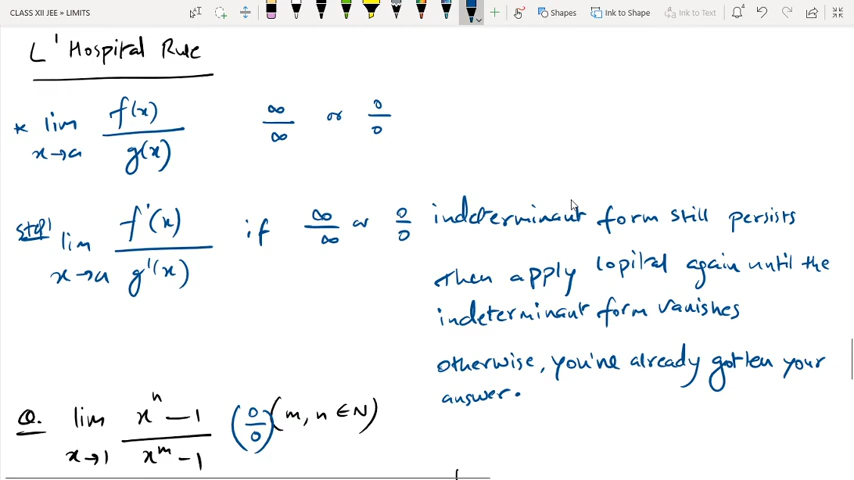 CLASS XII JEE » LIMITS
Shapes
Ink to Shape
Ink to Text
L' Hospital Rule
* lim x→a f(x)/g(x) ∞/∞ or 0/0
step1 lim x→a f'(x)/g'(x) if ∞/∞ or 0/0 indeterminant form still persists
then apply lopital again until the
indeterminant form vanishes
otherwise, you've already gotten your
answer.
Q. lim x→1 xⁿ-1/xᵐ-1 (0/0) (m, n ∈ N)